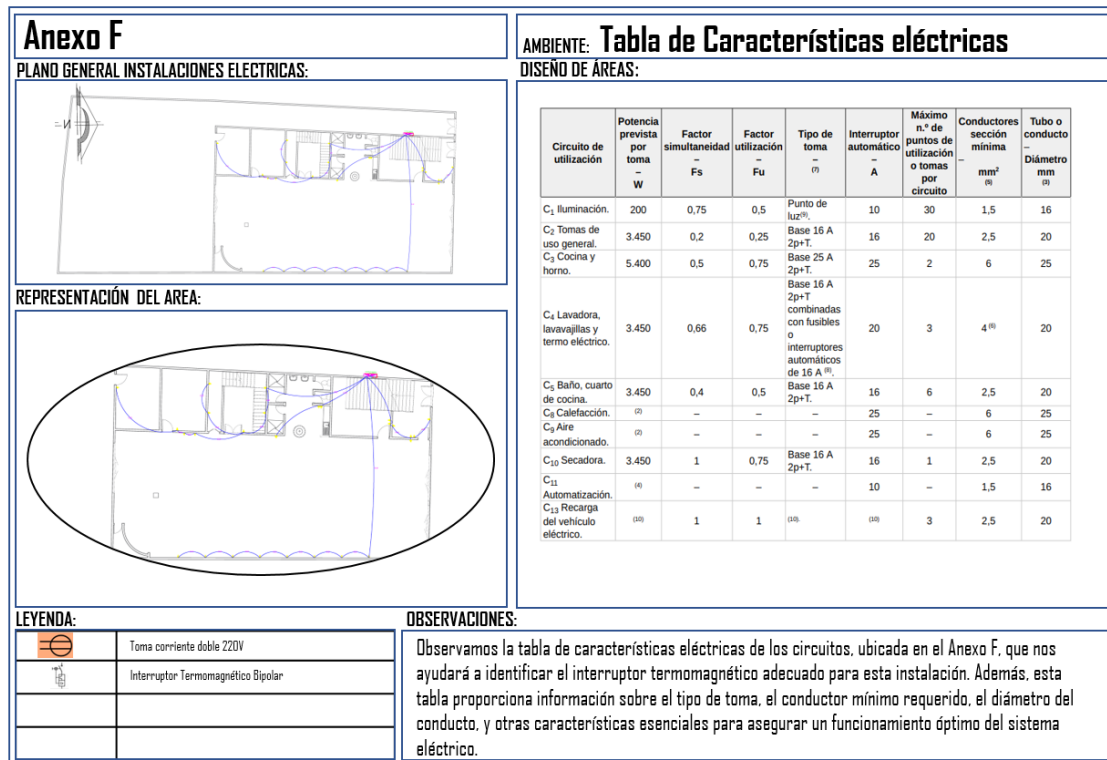 Anexo F
AMBIENTE: Tabla de Características eléctricas
PLANO GENERAL INSTALACIONES ELECTRICAS:
N
REPRESENTACIÓN DEL AREA:
DISEÑO DE ÁREAS:
Circuito de utilización | Potencia prevista por toma – W | Factor simultaneidad – Fs | Factor utilización – Fu | Tipo de toma – (7) | Interruptor automático – A | Máximo n.º de puntos de utilización o tomas por circuito | Conductores sección mínima – mm² (5) | Tubo o conducto – Diámetro mm (3)
C₁ Iluminación. | 200 | 0,75 | 0,5 | Punto de luz(9). | 10 | 30 | 1,5 | 16
C₂ Tomas de uso general. | 3.450 | 0,2 | 0,25 | Base 16 A 2p+T. | 16 | 20 | 2,5 | 20
C₃ Cocina y horno. | 5.400 | 0,5 | 0,75 | Base 25 A 2p+T. | 25 | 2 | 6 | 25
C₄ Lavadora, lavavajillas y termo eléctrico. | 3.450 | 0,66 | 0,75 | Base 16 A 2p+T combinadas con fusibles o interruptores automáticos de 16 A (8). | 20 | 3 | 4 (6) | 20
C₅ Baño, cuarto de cocina. | 3.450 | 0,4 | 0,5 | Base 16 A 2p+T. | 16 | 6 | 2,5 | 20
C₈ Calefacción. | (2) | – | – | – | 25 | – | 6 | 25
C₉ Aire acondicionado. | (2) | – | – | – | 25 | – | 6 | 25
C₁₀ Secadora. | 3.450 | 1 | 0,75 | Base 16 A 2p+T. | 16 | 1 | 2,5 | 20
C₁₁ Automatización. | (4) | – | – | – | 10 | – | 1,5 | 16
C₁₃ Recarga del vehículo eléctrico. | (10) | 1 | 1 | (10). | (10) | 3 | 2,5 | 20
LEYENDA:
Toma corriente doble 220V
Interruptor Termomagnético Bipolar
OBSERVACIONES:
Observamos la tabla de características eléctricas de los circuitos, ubicada en el Anexo F, que nos
ayudará a identificar el interruptor termomagnético adecuado para esta instalación. Además, esta
tabla proporciona información sobre el tipo de toma, el conductor mínimo requerido, el diámetro del
conducto, y otras características esenciales para asegurar un funcionamiento óptimo del sistema
eléctrico.